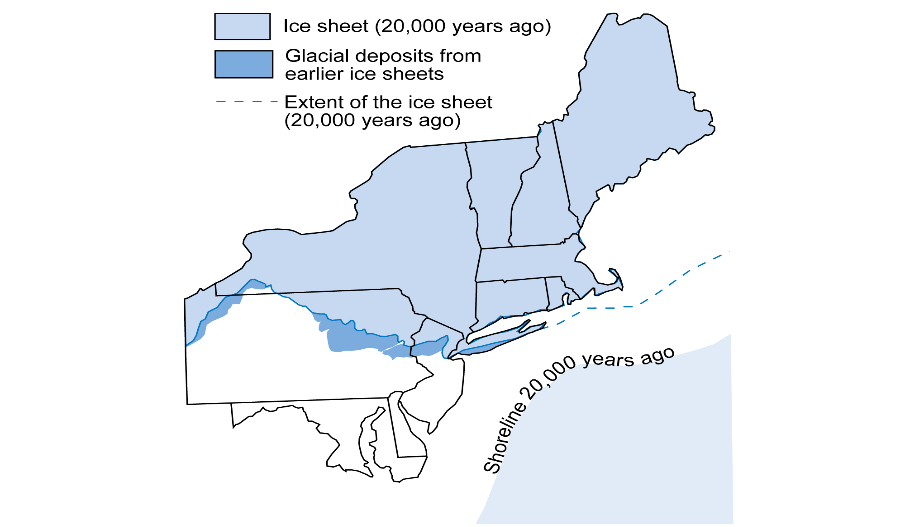 Ice sheet (20,000 years ago)
Glacial deposits from
earlier ice sheets
Extent of the ice sheet
(20,000 years ago)
Shoreline 20,000 years ago